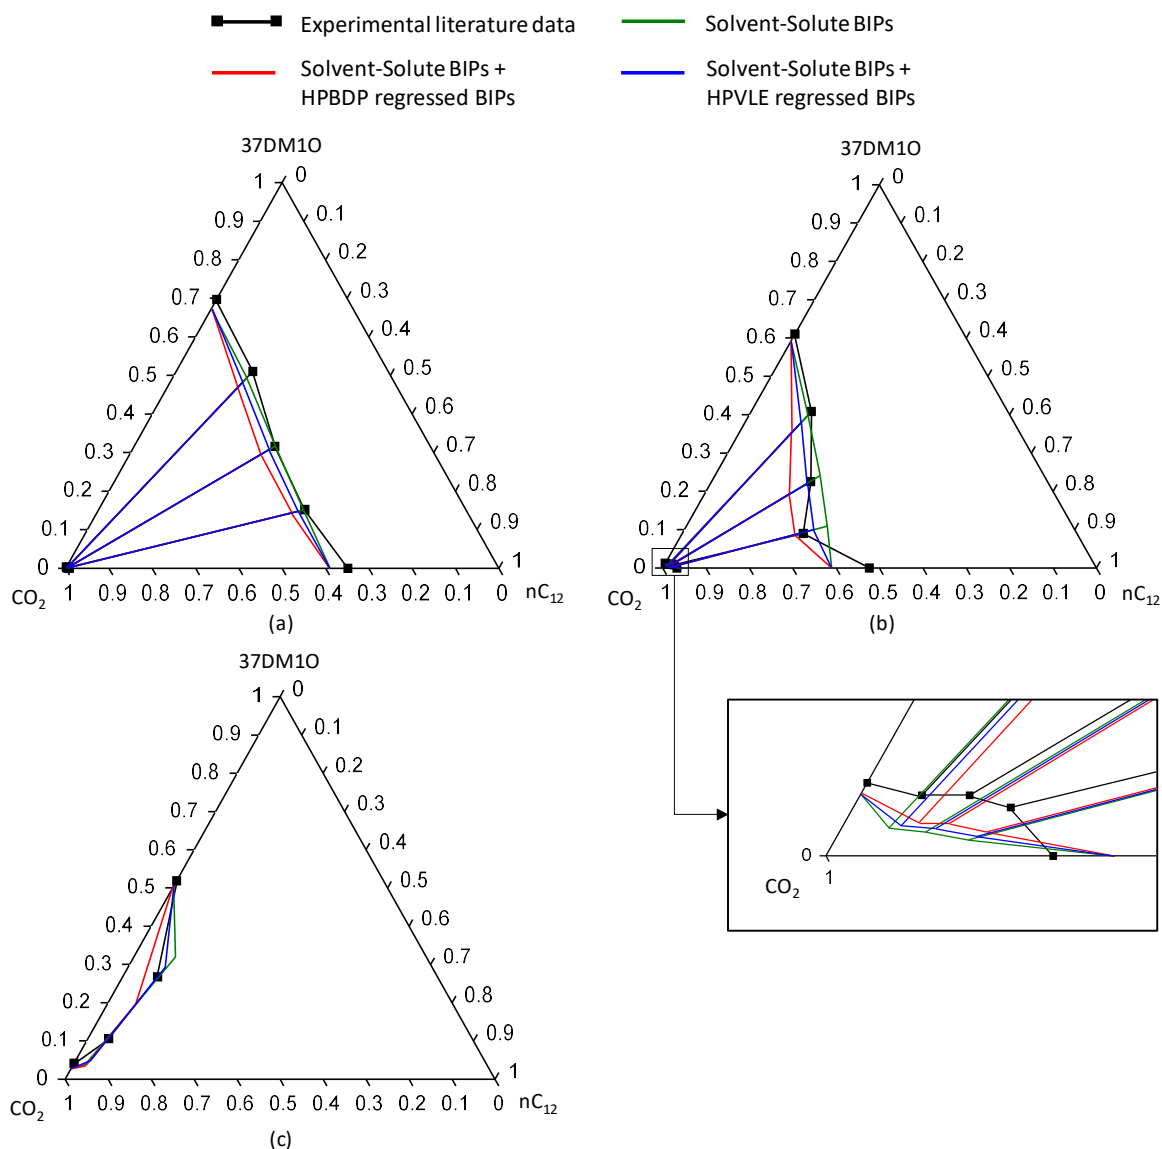 Experimental literature data
Solvent-Solute BIPs
Solvent-Solute BIPs +
HPBDP regressed BIPs
Solvent-Solute BIPs +
HPVLE regressed BIPs
37DM1O
1 0
0.9 0.1
0.8 0.2
0.7 0.3
0.6 0.4
0.5 0.5
0.4 0.6
0.3 0.7
0.2 0.8
0.1 0.9
0 1
CO2 1 0.9 0.8 0.7 0.6 0.5 0.4 0.3 0.2 0.1 0 nC12
(a)
37DM1O
1 0
0.9 0.1
0.8 0.2
0.7 0.3
0.6 0.4
0.5 0.5
0.4 0.6
0.3 0.7
0.2 0.8
0.1 0.9
0 1
CO2 1 0.9 0.8 0.7 0.6 0.5 0.4 0.3 0.2 0.1 0 nC12
(b)
0
CO2 1
37DM1O
1 0
0.9 0.1
0.8 0.2
0.7 0.3
0.6 0.4
0.5 0.5
0.4 0.6
0.3 0.7
0.2 0.8
0.1 0.9
0 1
CO2 1 0.9 0.8 0.7 0.6 0.5 0.4 0.3 0.2 0.1 0 nC12
(c)